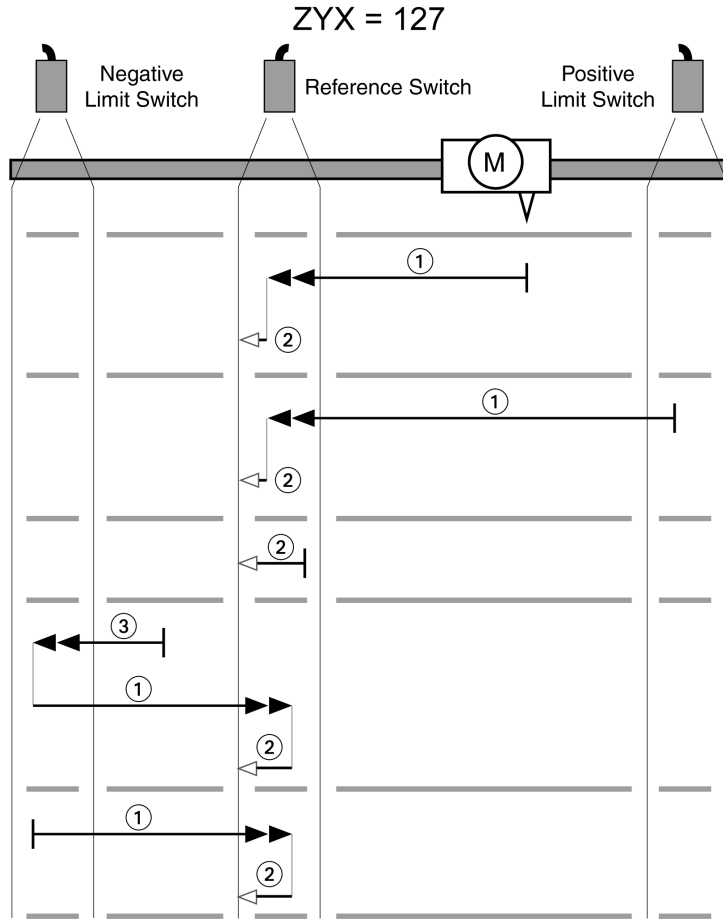 ZYX = 127
Negative
Limit Switch
Reference Switch
Positive
Limit Switch
M
1
2
1
2
2
3
1
2
1
2